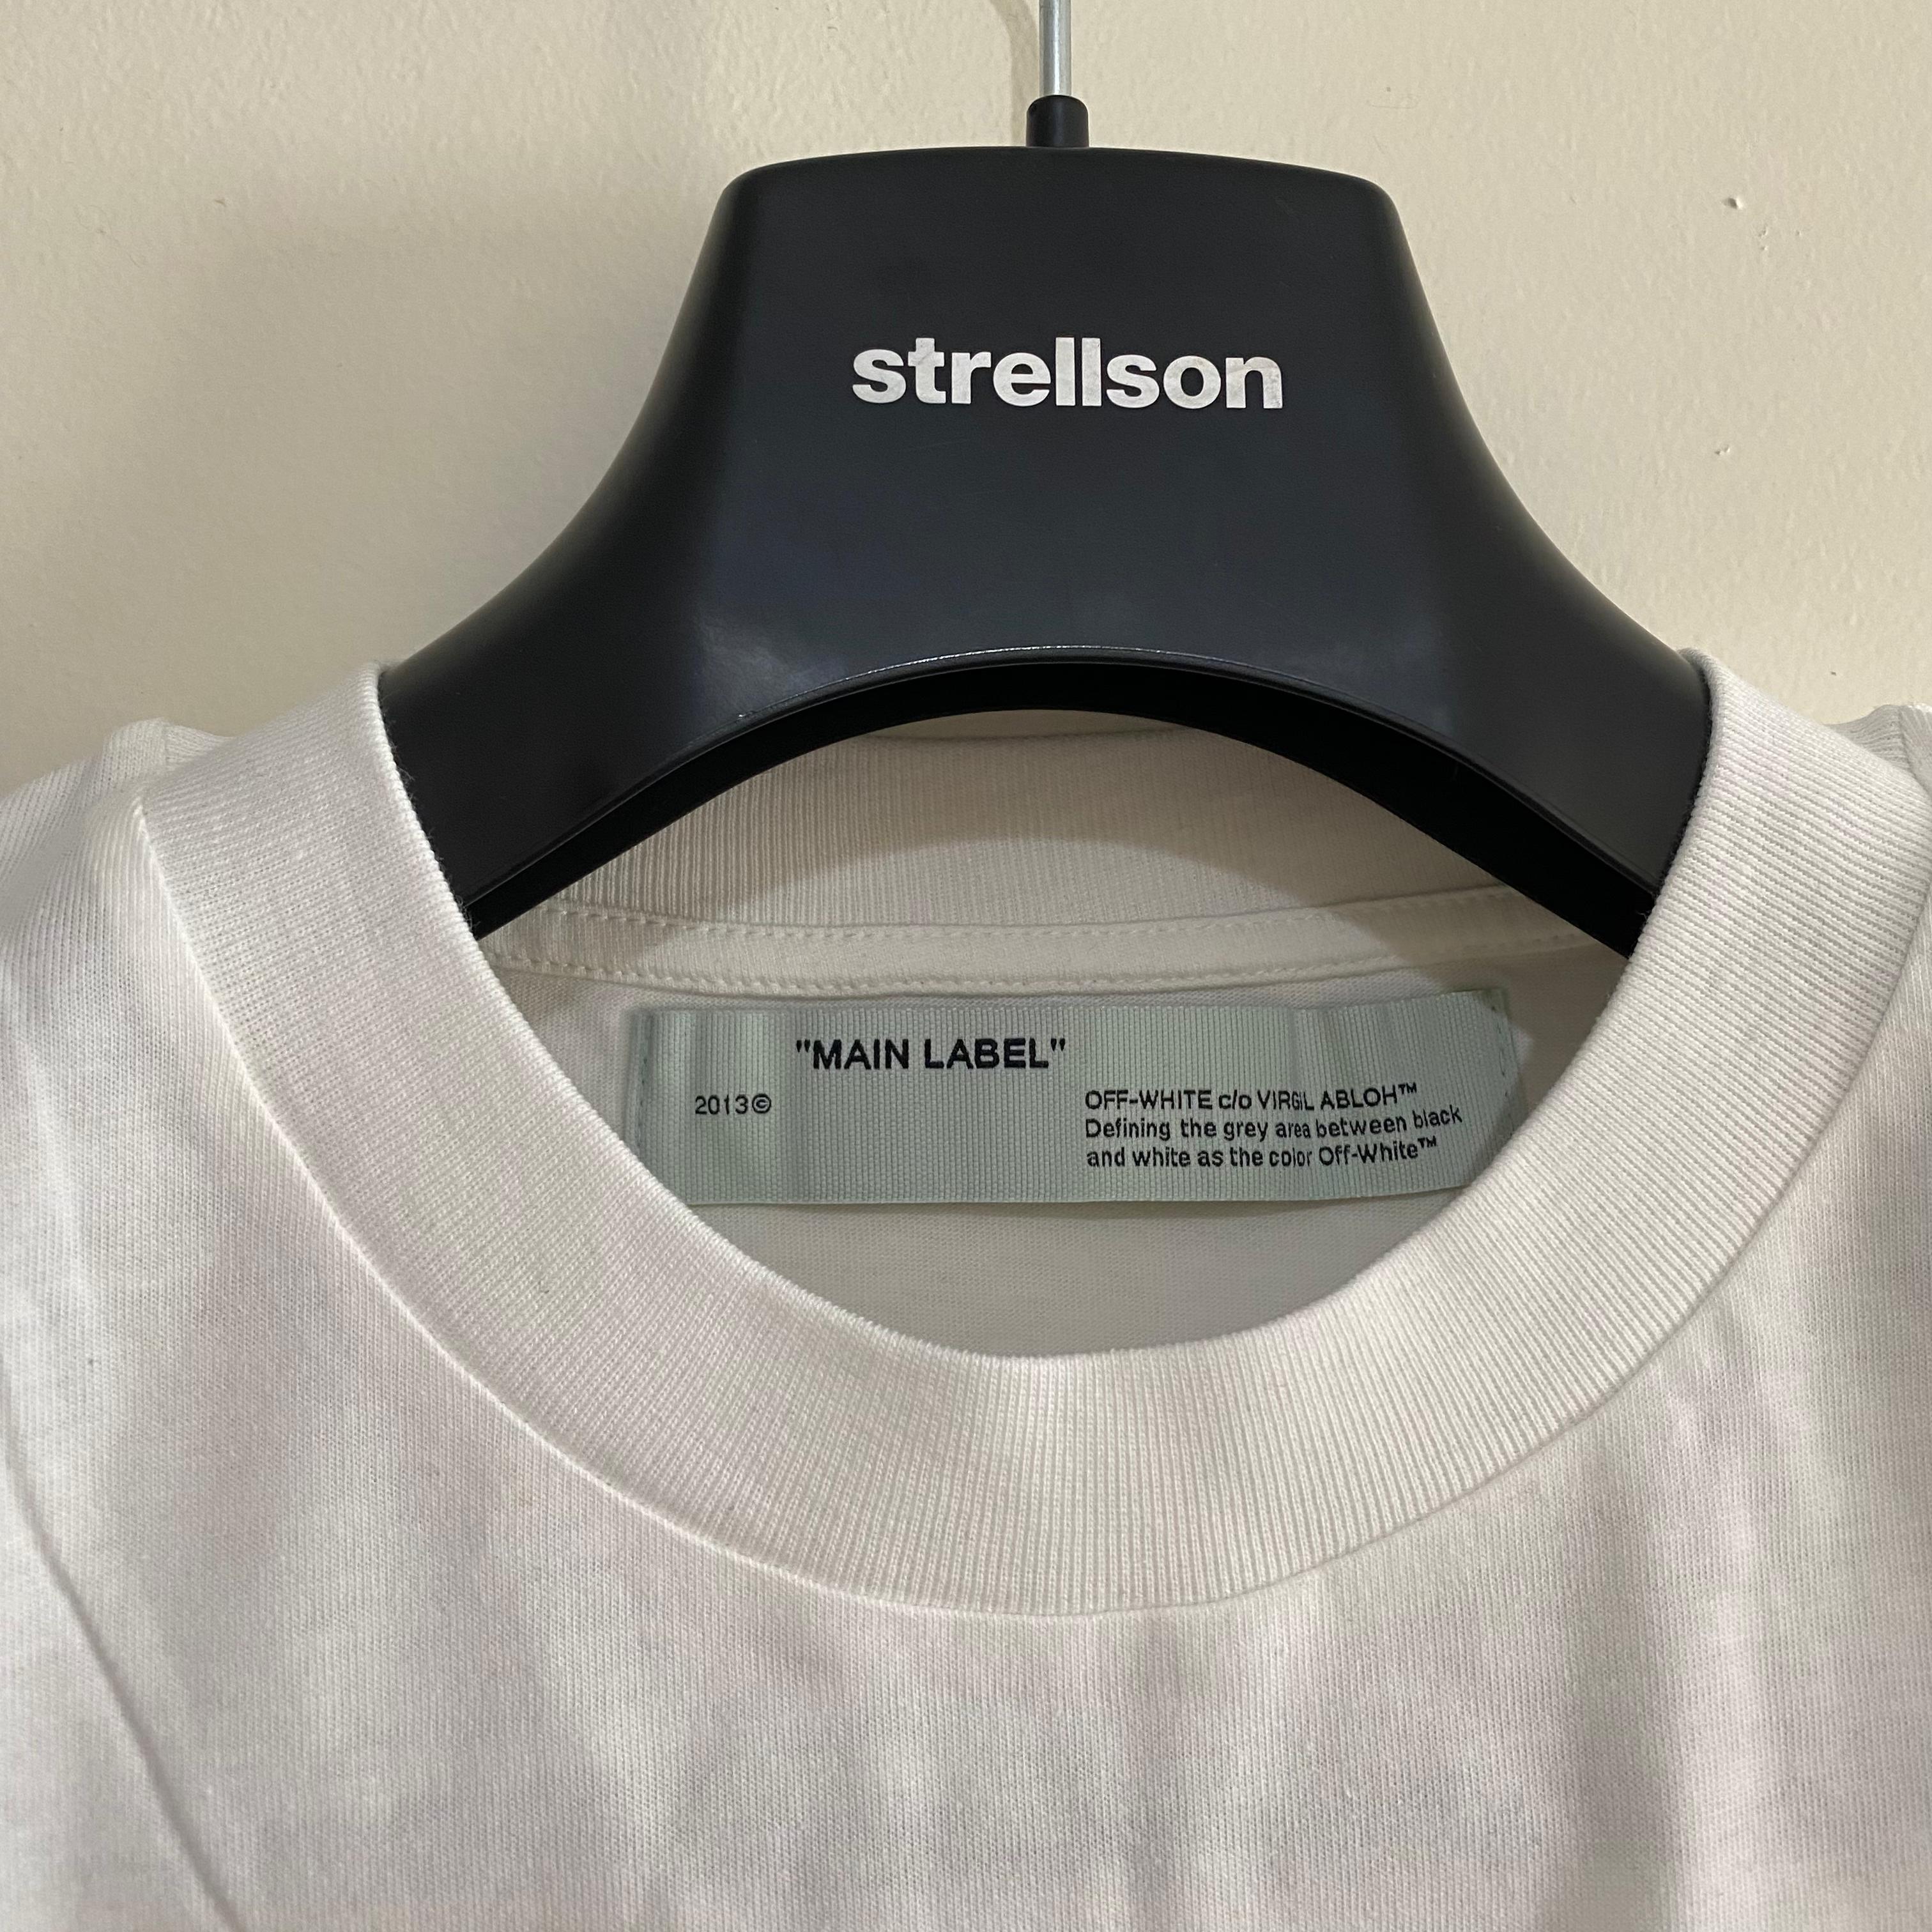 strellson
"MAIN LABEL"
2013©
OFF-WHITE c/o VIRGIL ABLOH™
Defining the grey area between black
and white as the color Off-White™